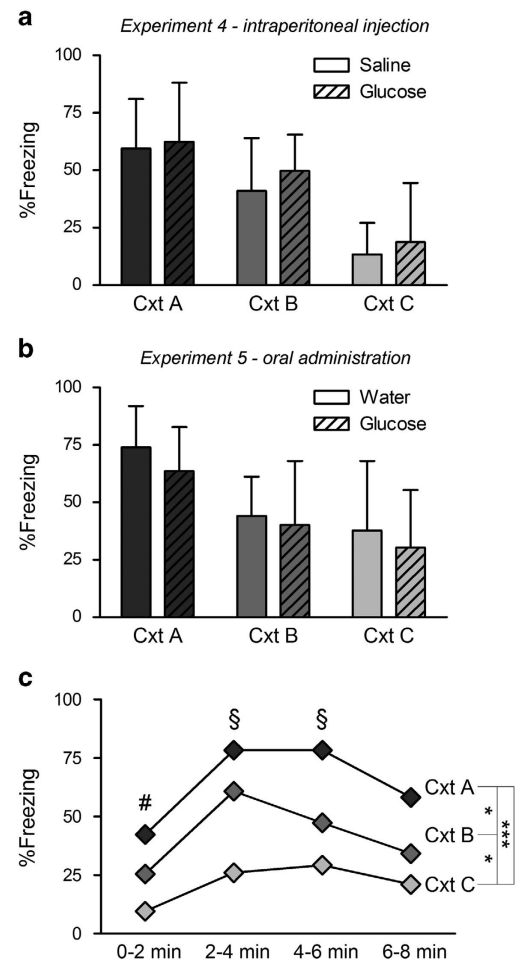 a
Experiment 4 - intraperitoneal injection
100
75
50
25
0
%Freezing
Saline
Glucose
Cxt A
Cxt B
Cxt C
b
Experiment 5 - oral administration
100
75
50
25
0
%Freezing
Water
Glucose
Cxt A
Cxt B
Cxt C
c
100
75
50
25
0
%Freezing
#
§
§
Cxt A
Cxt B
Cxt C
*
*
***
0-2 min
2-4 min
4-6 min
6-8 min